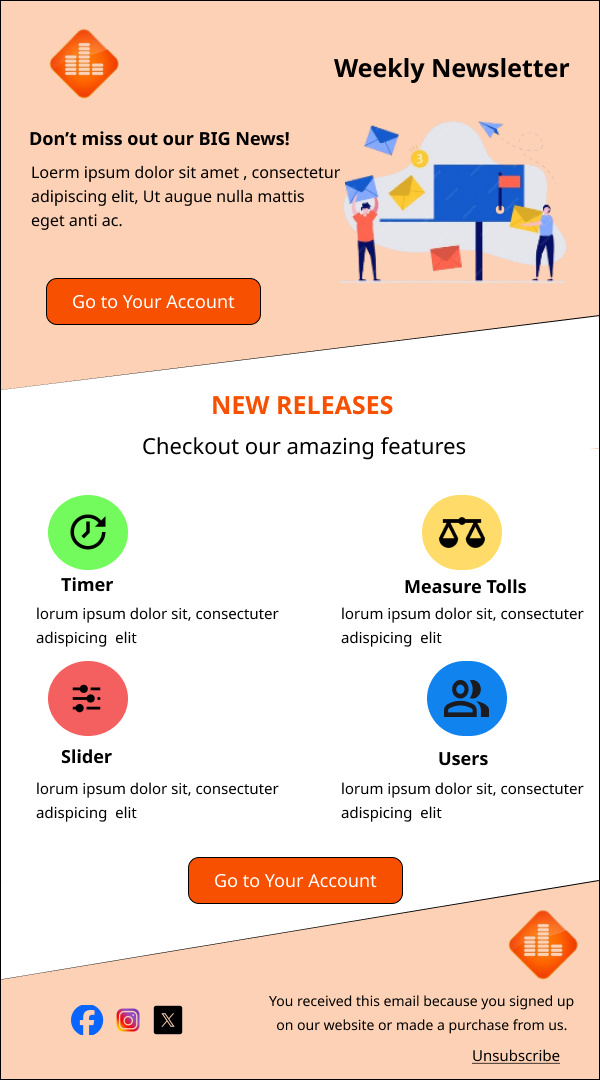 Weekly Newsletter
Don’t miss out our BIG News!
Loerm ipsum dolor sit amet , consectetur
adipiscing elit, Ut augue nulla mattis
eget anti ac.
3
Go to Your Account
NEW RELEASES
Checkout our amazing features
Timer
lorum ipsum dolor sit, consectuter
adispicing  elit
Measure Tolls
lorum ipsum dolor sit, consectuter
adispicing  elit
Slider
lorum ipsum dolor sit, consectuter
adispicing  elit
Users
lorum ipsum dolor sit, consectuter
adispicing  elit
Go to Your Account
You received this email because you signed up
on our website or made a purchase from us.
Unsubscribe